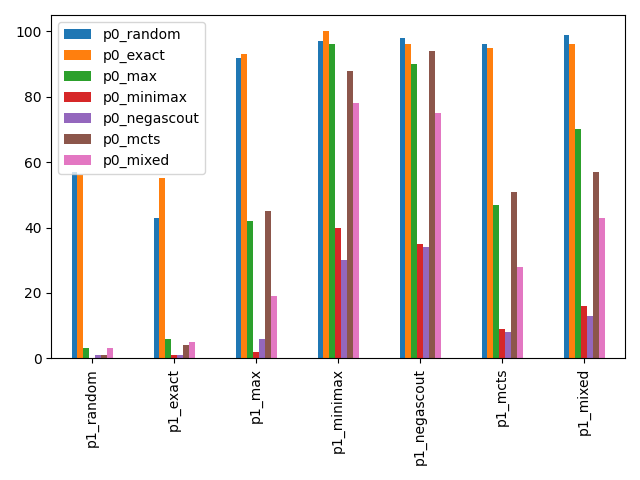 100
80
60
40
20
0
p0_random
p0_exact
p0_max
p0_minimax
p0_negascout
p0_mcts
p0_mixed
p1_random
p1_exact
p1_max
p1_minimax
p1_negascout
p1_mcts
p1_mixed